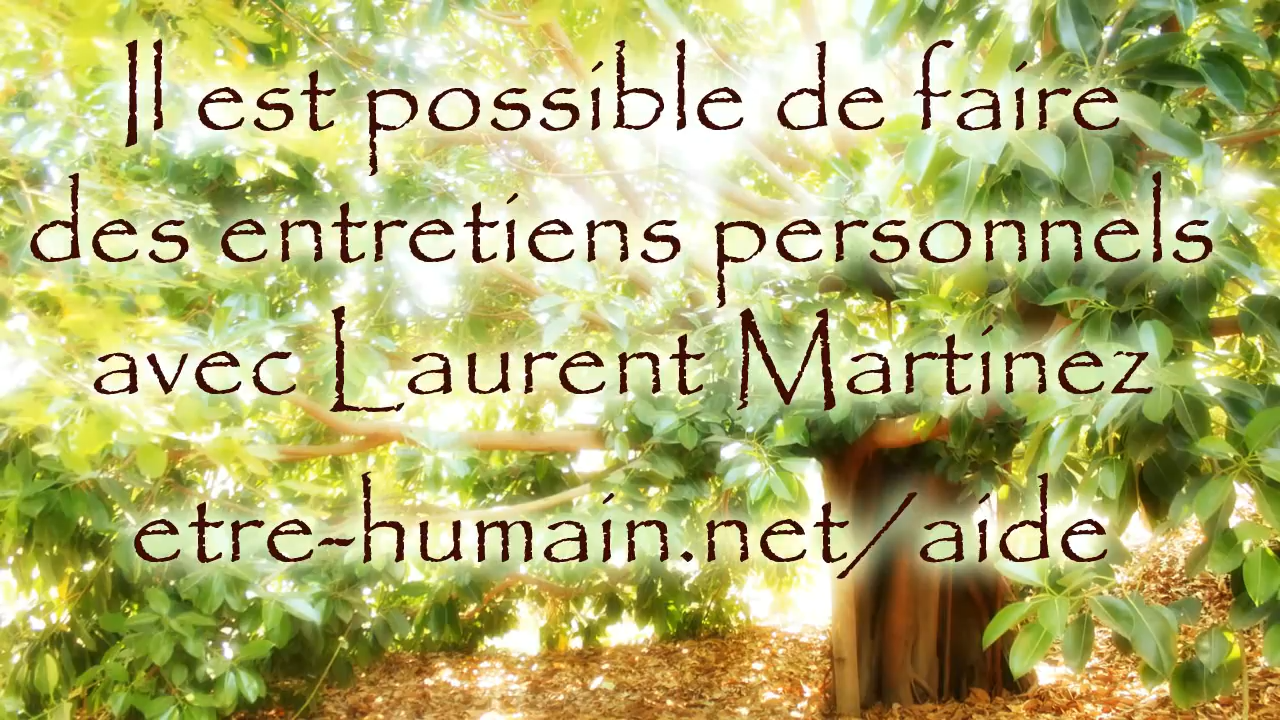 Il est possible de faire
des entretiens personnels
avec Laurent Martinez
etre-humain.net/aide